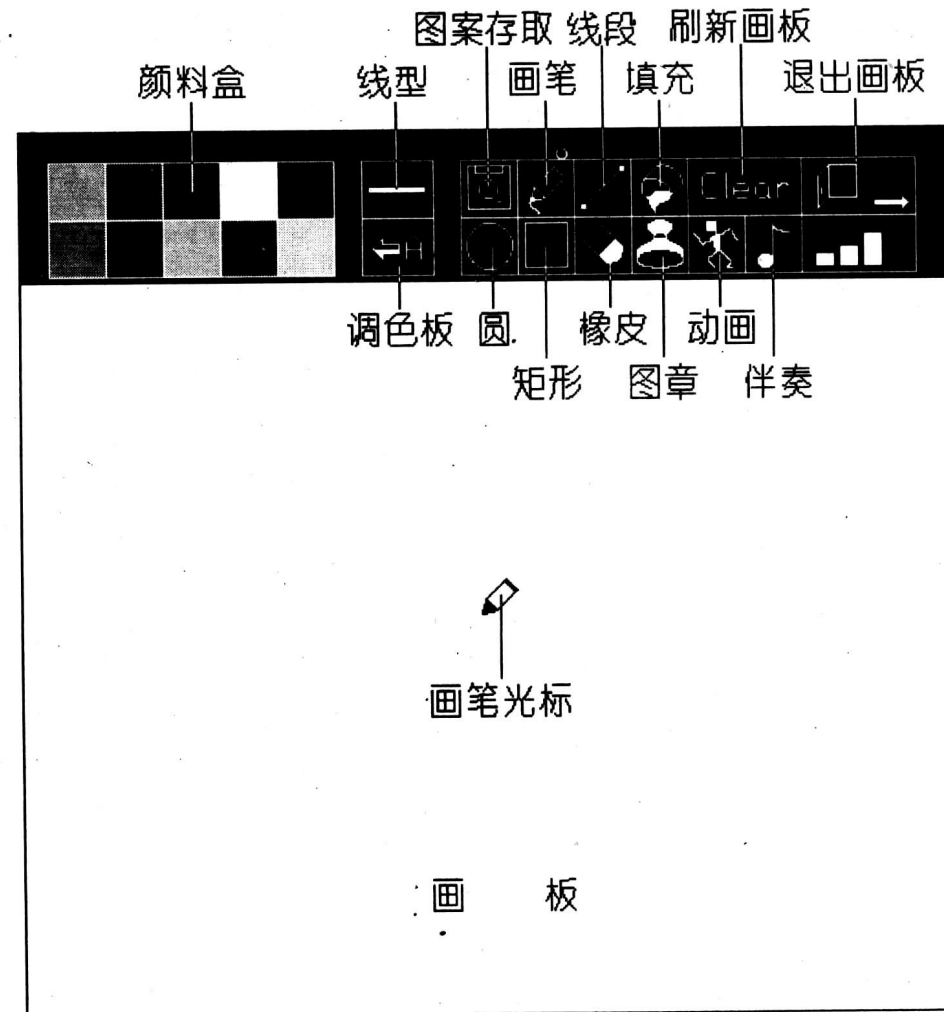 图案存取 线段 刷新画板
颜料盒 线型 画笔 填充 退出画板
Clear
调色板 圆 橡皮 动画
矩形 图章 伴奏
画笔光标
画 板